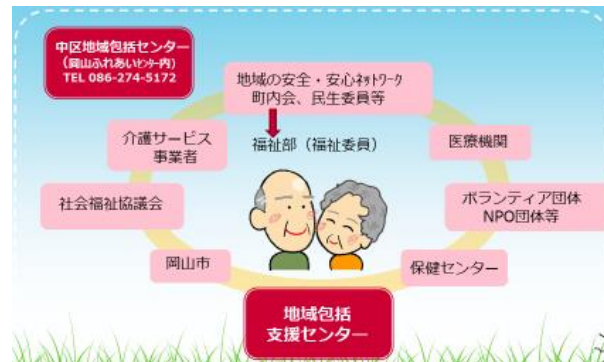 中区地域包括センター
(岡山ふれあいセンター内)
TEL 086-274-5172
地域の安全・安心ネットワーク
町内会、民生委員等
福祉部（福祉委員）
介護サービス
事業者
医療機関
社会福祉協議会
ボランティア団体
NPO団体等
岡山市
保健センター
地域包括
支援センター